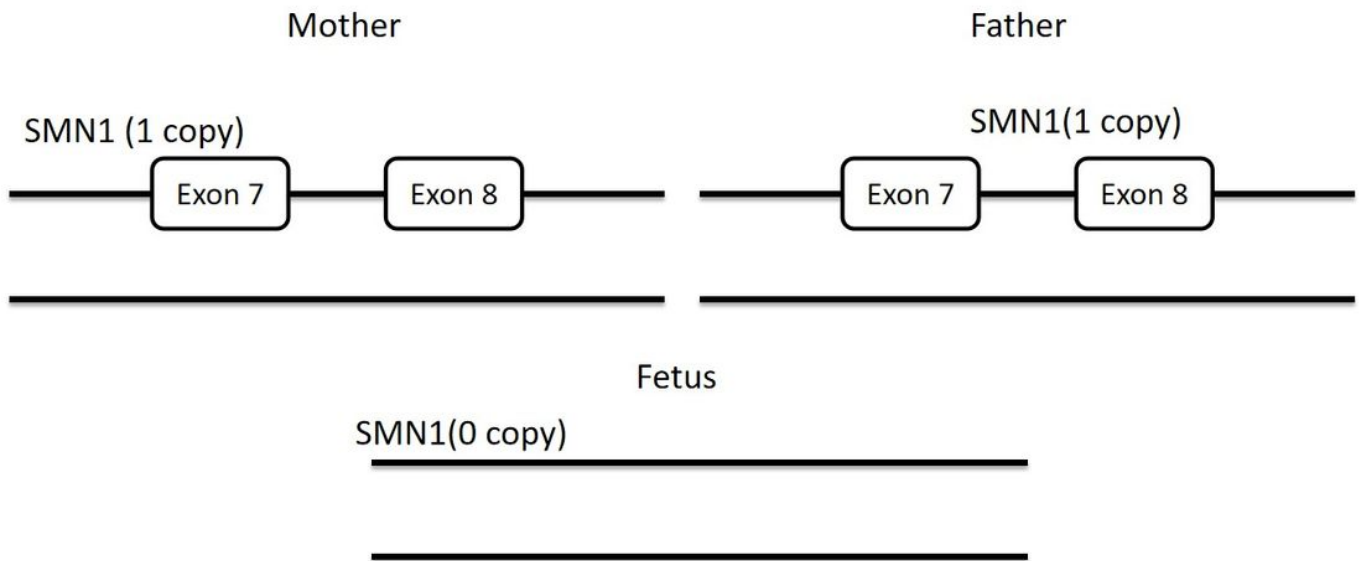 Mother
Father
SMN1 (1 copy)
SMN1(1 copy)
Exon 7
Exon 8
Exon 7
Exon 8
Fetus
SMN1(0 copy)